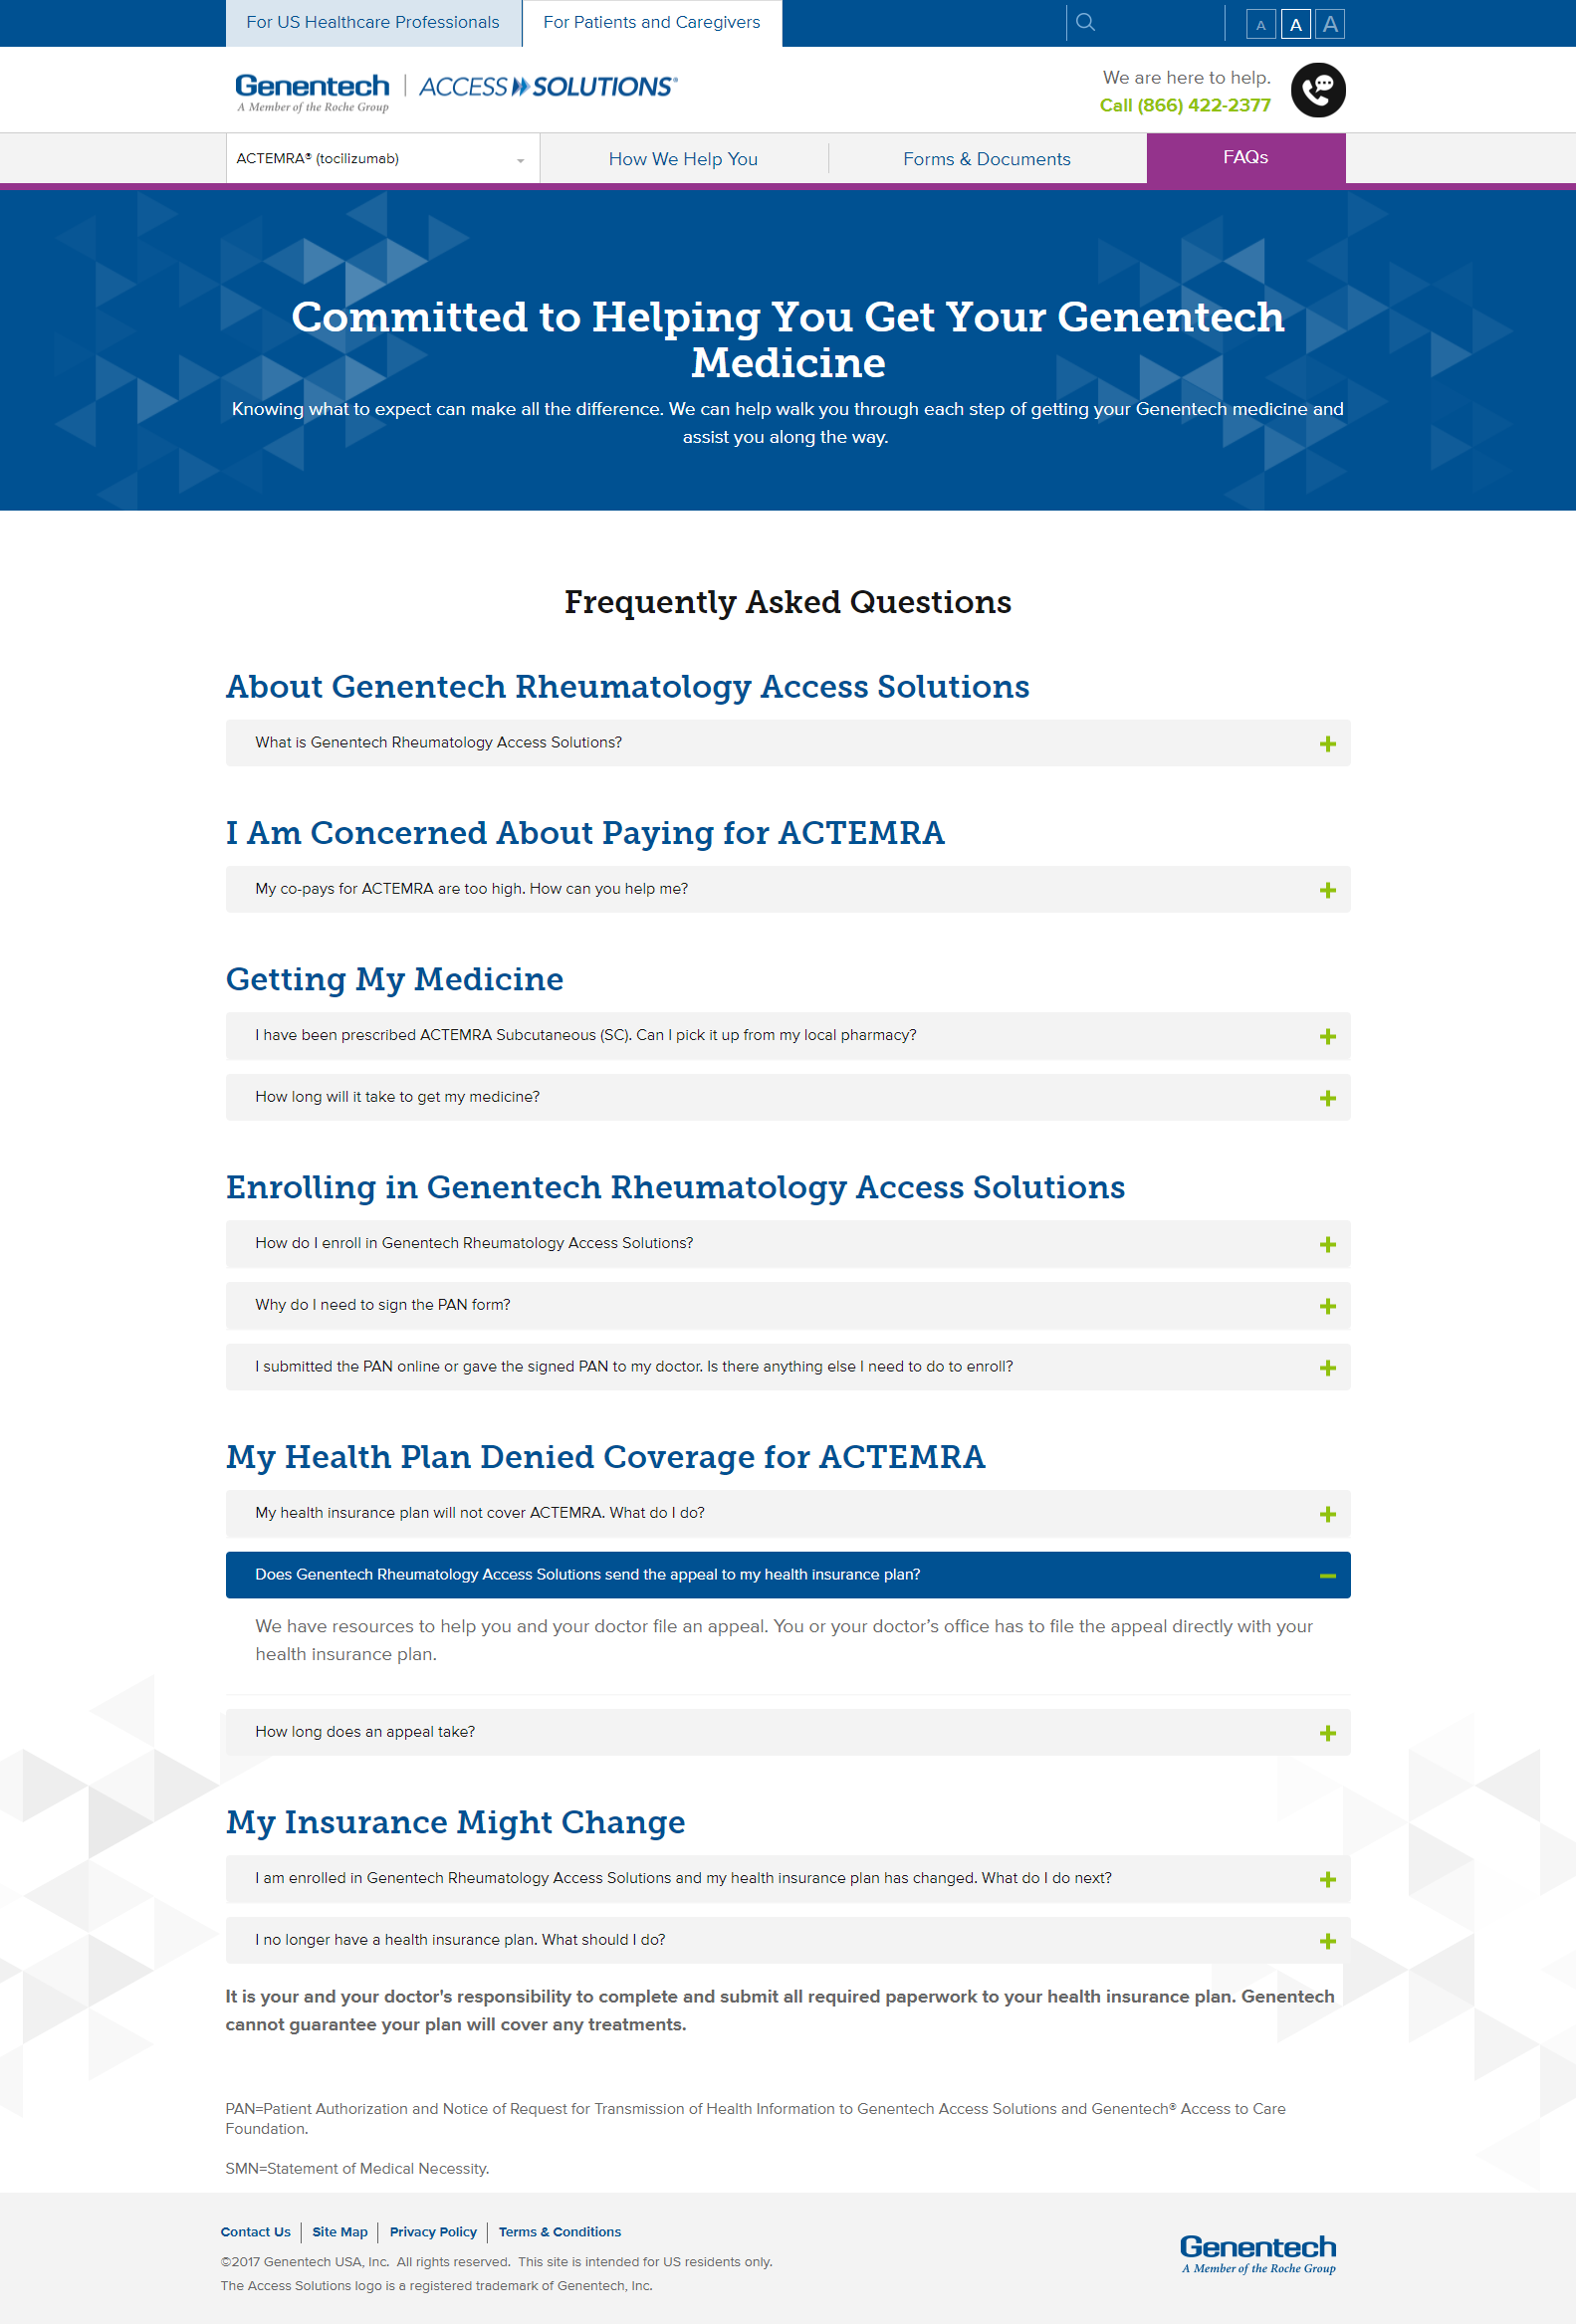 For US Healthcare Professionals
For Patients and Caregivers
A A A
Genentech
A Member of the Roche Group
ACCESS SOLUTIONS®
We are here to help.
Call (866) 422-2377
ACTEMRA® (tocilizumab)
How We Help You
Forms & Documents
FAQs
Committed to Helping You Get Your Genentech
Medicine
Knowing what to expect can make all the difference. We can help walk you through each step of getting your Genentech medicine and
assist you along the way.
Frequently Asked Questions
About Genentech Rheumatology Access Solutions
What is Genentech Rheumatology Access Solutions?
I Am Concerned About Paying for ACTEMRA
My co-pays for ACTEMRA are too high. How can you help me?
Getting My Medicine
I have been prescribed ACTEMRA Subcutaneous (SC). Can I pick it up from my local pharmacy?
How long will it take to get my medicine?
Enrolling in Genentech Rheumatology Access Solutions
How do I enroll in Genentech Rheumatology Access Solutions?
Why do I need to sign the PAN form?
I submitted the PAN online or gave the signed PAN to my doctor. Is there anything else I need to do to enroll?
My Health Plan Denied Coverage for ACTEMRA
My health insurance plan will not cover ACTEMRA. What do I do?
Does Genentech Rheumatology Access Solutions send the appeal to my health insurance plan?
We have resources to help you and your doctor file an appeal. You or your doctor’s office has to file the appeal directly with your
health insurance plan.
How long does an appeal take?
My Insurance Might Change
I am enrolled in Genentech Rheumatology Access Solutions and my health insurance plan has changed. What do I do next?
I no longer have a health insurance plan. What should I do?
It is your and your doctor's responsibility to complete and submit all required paperwork to your health insurance plan. Genentech
cannot guarantee your plan will cover any treatments.
PAN=Patient Authorization and Notice of Request for Transmission of Health Information to Genentech Access Solutions and Genentech® Access to Care
Foundation.
SMN=Statement of Medical Necessity.
Contact Us | Site Map | Privacy Policy | Terms & Conditions
©2017 Genentech USA, Inc. All rights reserved. This site is intended for US residents only.
The Access Solutions logo is a registered trademark of Genentech, Inc.
Genentech
A Member of the Roche Group